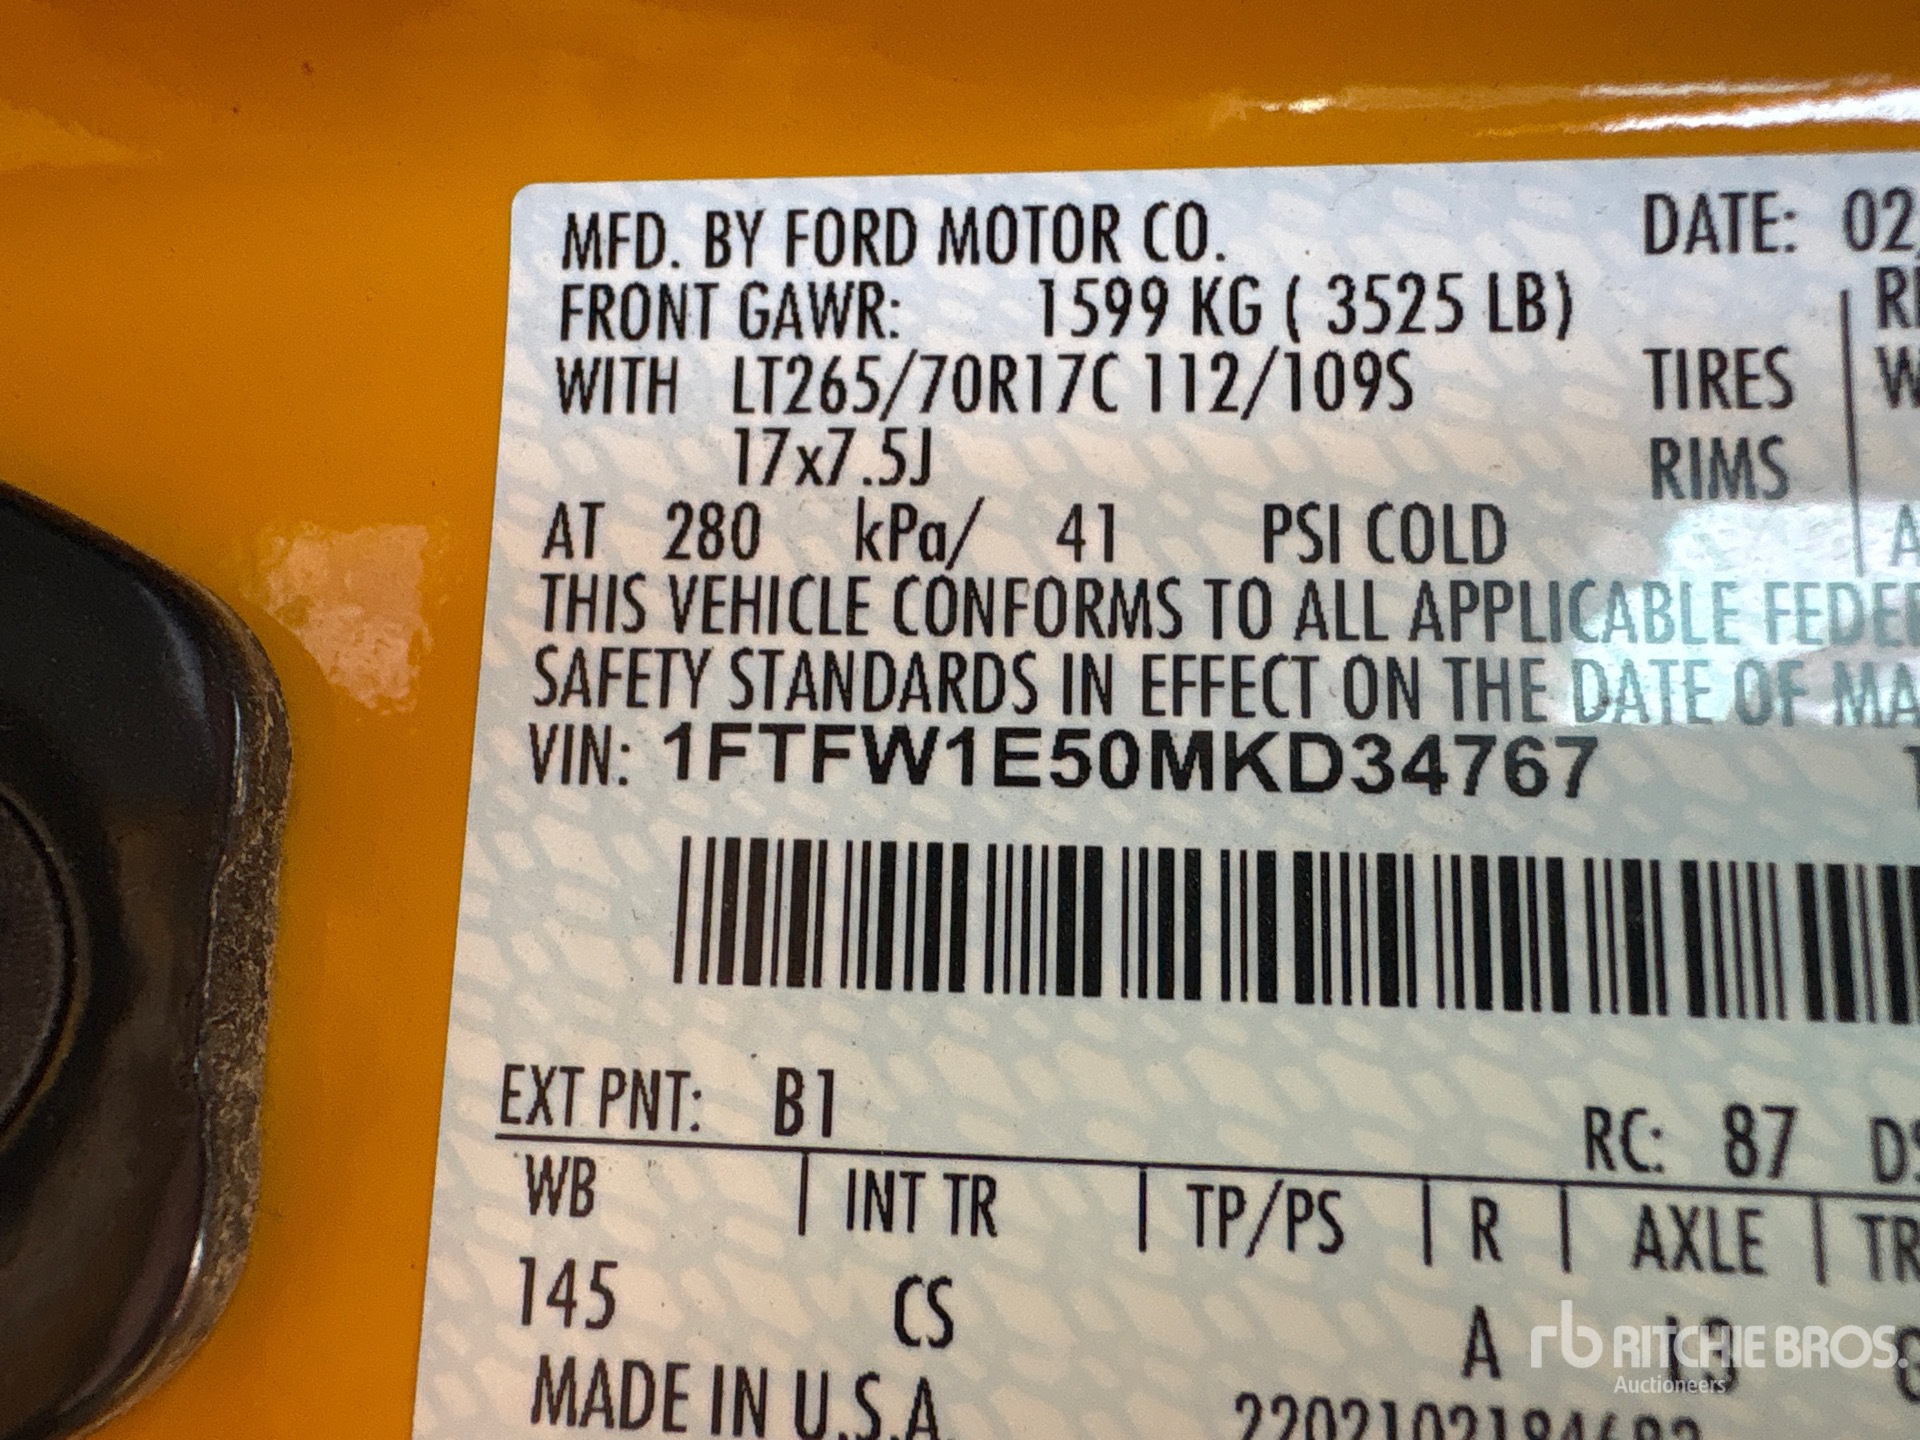 MFD. BY FORD MOTOR CO. DATE: 02
FRONT GAWR: 1599 KG ( 3525 LB)
WITH LT265/70R17C 112/109S TIRES
17x7.5J RIMS
AT 280 kPa/ 41 PSI COLD
THIS VEHICLE CONFORMS TO ALL APPLICABLE FEDE
SAFETY STANDARDS IN EFFECT ON THE DATE OF MA
VIN: 1FTFW1E50MKD34767
EXT PNT: B1 RC: 87
WB INT TR TP/PS R AXLE TR
145 CS A
MADE IN U.S.A.
rb RITCHIE BROS.
Auctioneers